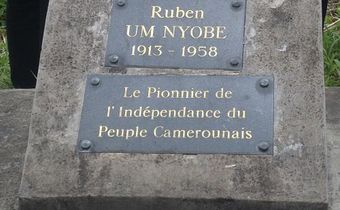 Ruben
UM NYOBE
1913 - 1958
Le Pionnier de
l'Indépendance du
Peuple Camerounais